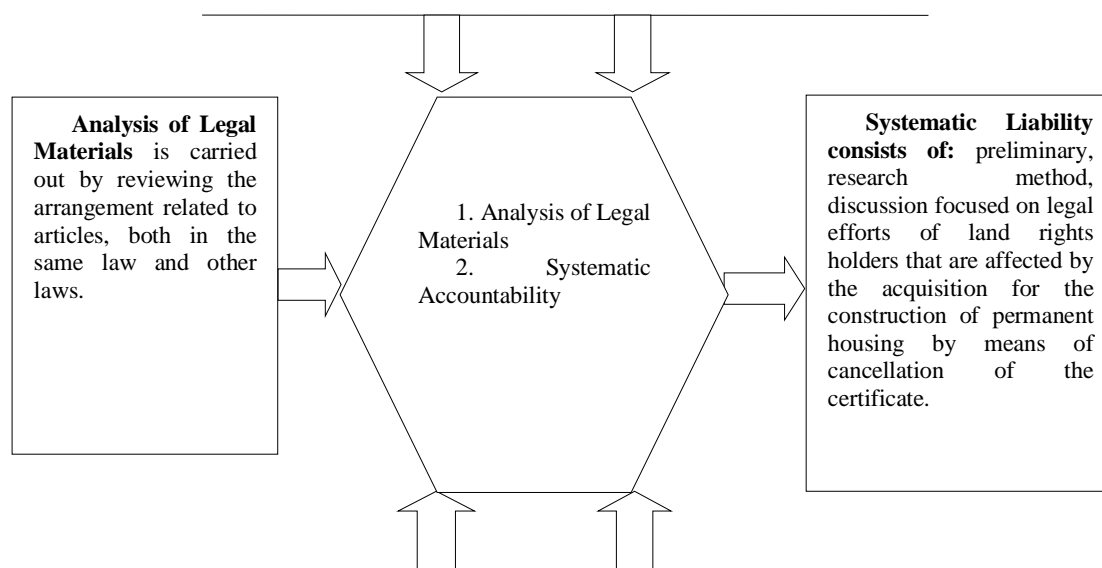 Analysis of Legal
Materials is carried
out by reviewing the
arrangement related to
articles, both in the
same law and other
laws.
1. Analysis of Legal
Materials
2. Systematic
Accountability
Systematic Liability
consists of: preliminary,
research method,
discussion focused on legal
efforts of land rights
holders that are affected by
the acquisition for the
construction of permanent
housing by means of
cancellation of the
certificate.